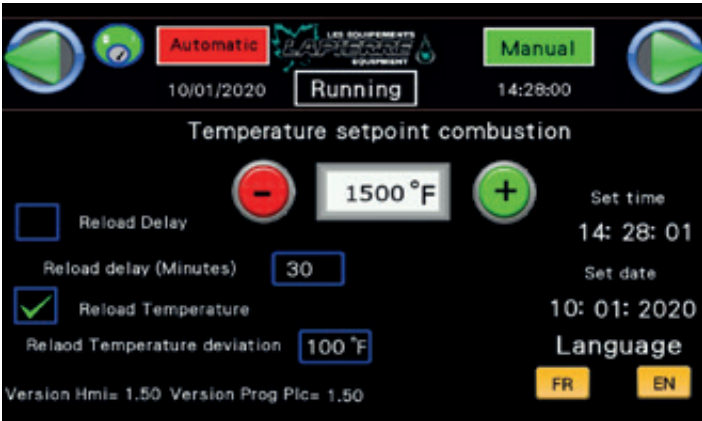 Automatic
LES EQUIPEMENTS
LAPIERRE
EQUIPMENT
Manual
10/01/2020
Running
14:28:00
Temperature setpoint combustion
-
1500 °F
+
Set time
Reload Delay
14: 28: 01
Reload delay (Minutes)
30
Set date
Reload Temperature
10: 01: 2020
Relaod Temperature deviation
100 °F
Language
FR
EN
Version Hmi= 1.50 Version Prog Plc= 1.50